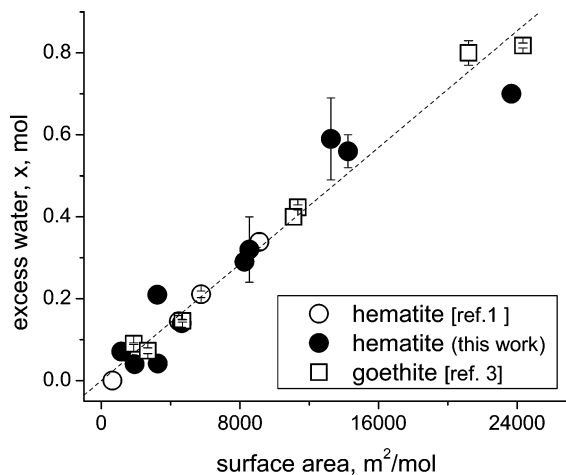 excess water, x, mol
0.8
0.6
0.4
0.2
0.0
hematite [ref.1 ]
hematite (this work)
goethite [ref. 3]
0 8000 16000 24000
surface area, m²/mol